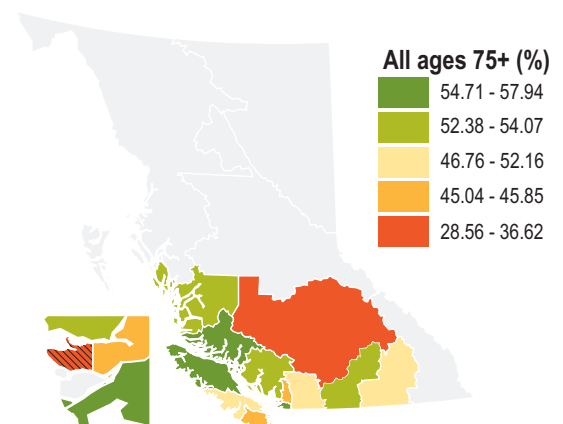 All ages 75+ (%)
54.71 - 57.94
52.38 - 54.07
46.76 - 52.16
45.04 - 45.85
28.56 - 36.62